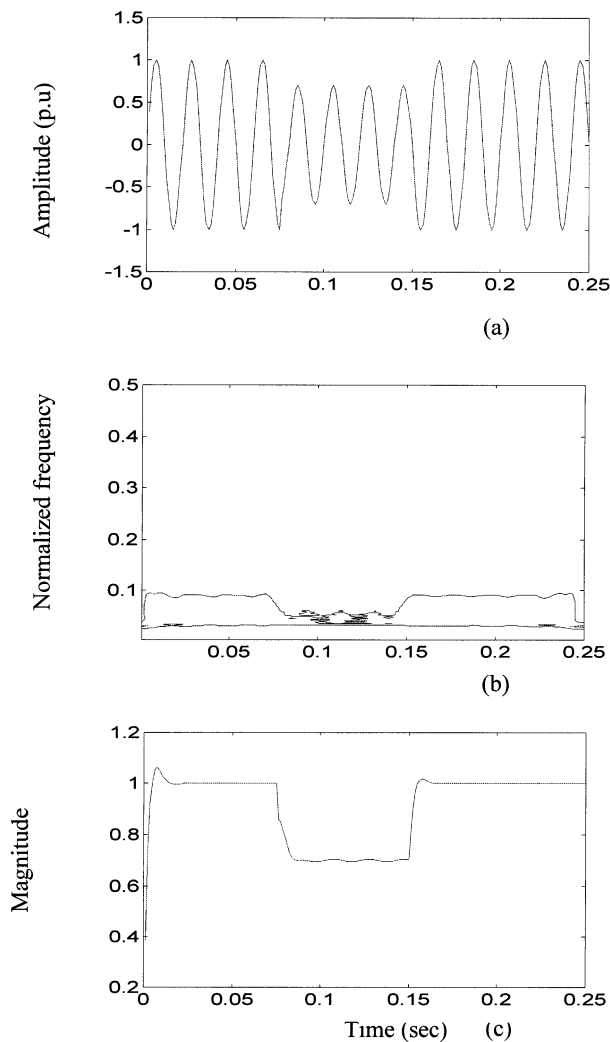 Amplitude (p.u)
1.5
1
0.5
0
-0.5
-1
-1.5
0 0.05 0.1 0.15 0.2 0.25
(a)
Normalized frequency
0.5
0.4
0.3
0.2
0.1
0.05 0.1 0.15 0.2 0.25
(b)
Magnitude
1.2
1
0.8
0.6
0.4
0.2
0 0.05 0.1 0.15 0.2 0.25
Time (sec) (c)